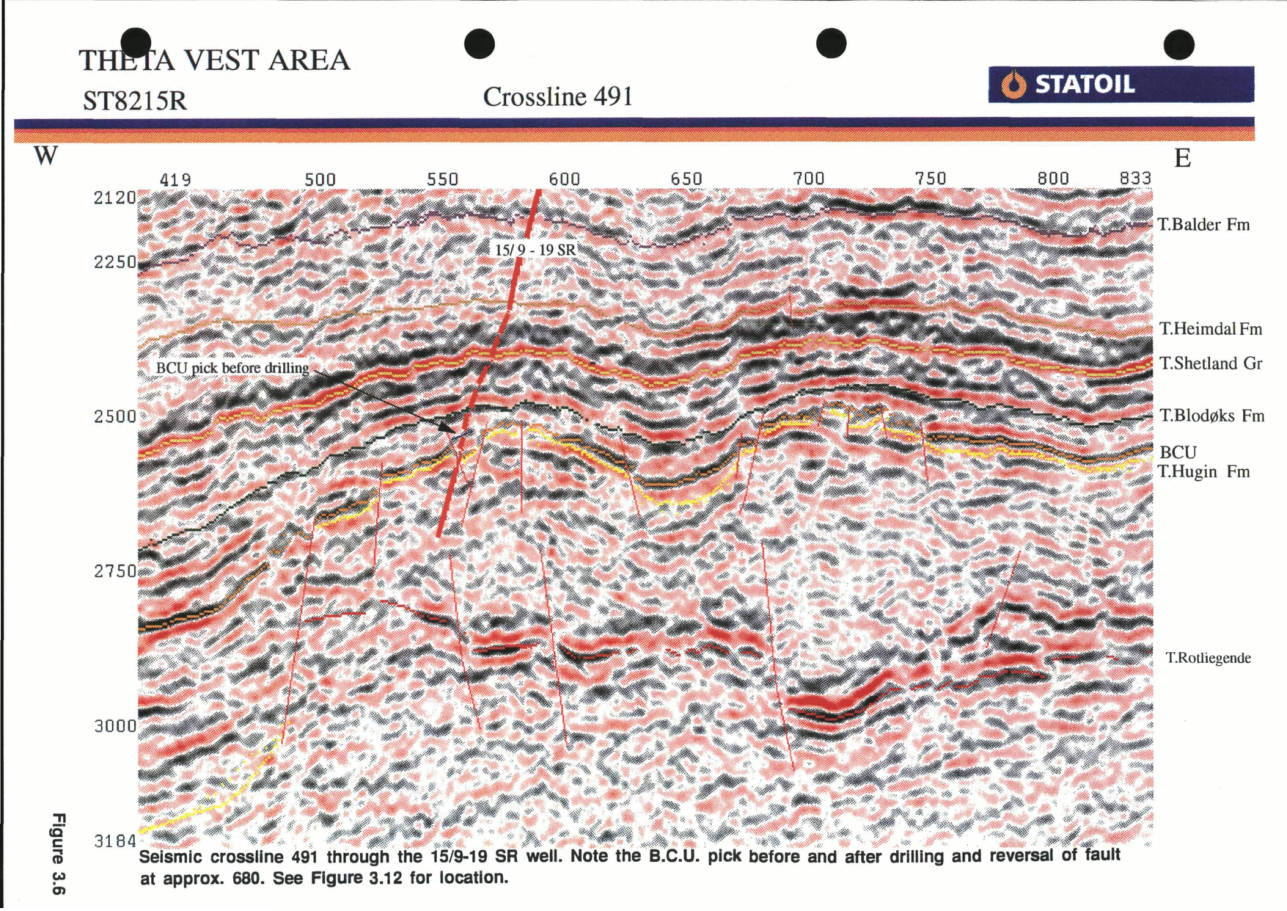 THETA VEST AREA
ST8215R
Crossline 491
STATOIL
W
E
419 500 550 600 650 700 750 800 833
2120
2250
2500
2750
3000
3184
15/9 - 19 SR
BCU pick before drilling
T.Balder Fm
T.Heimdal Fm
T.Shetland Gr
T.Blodøks Fm
BCU
T.Hugin Fm
T.Rotliegende
Figure 3.6
Seismic crossline 491 through the 15/9-19 SR well. Note the B.C.U. pick before and after drilling and reversal of fault
at approx. 680. See Figure 3.12 for location.